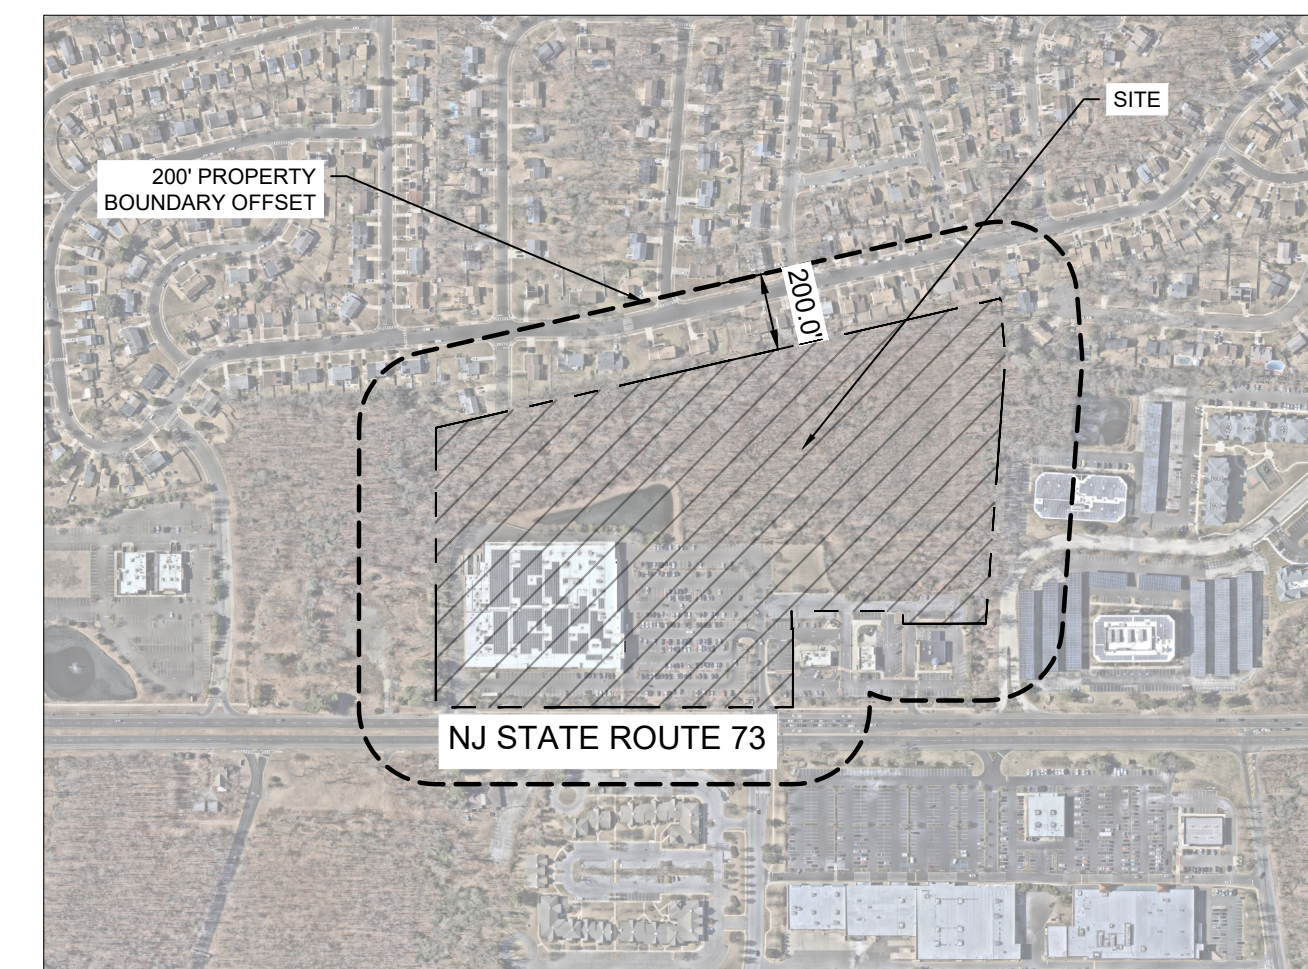 SITE
200' PROPERTY
BOUNDARY OFFSET
200.0'
NJ STATE ROUTE 73